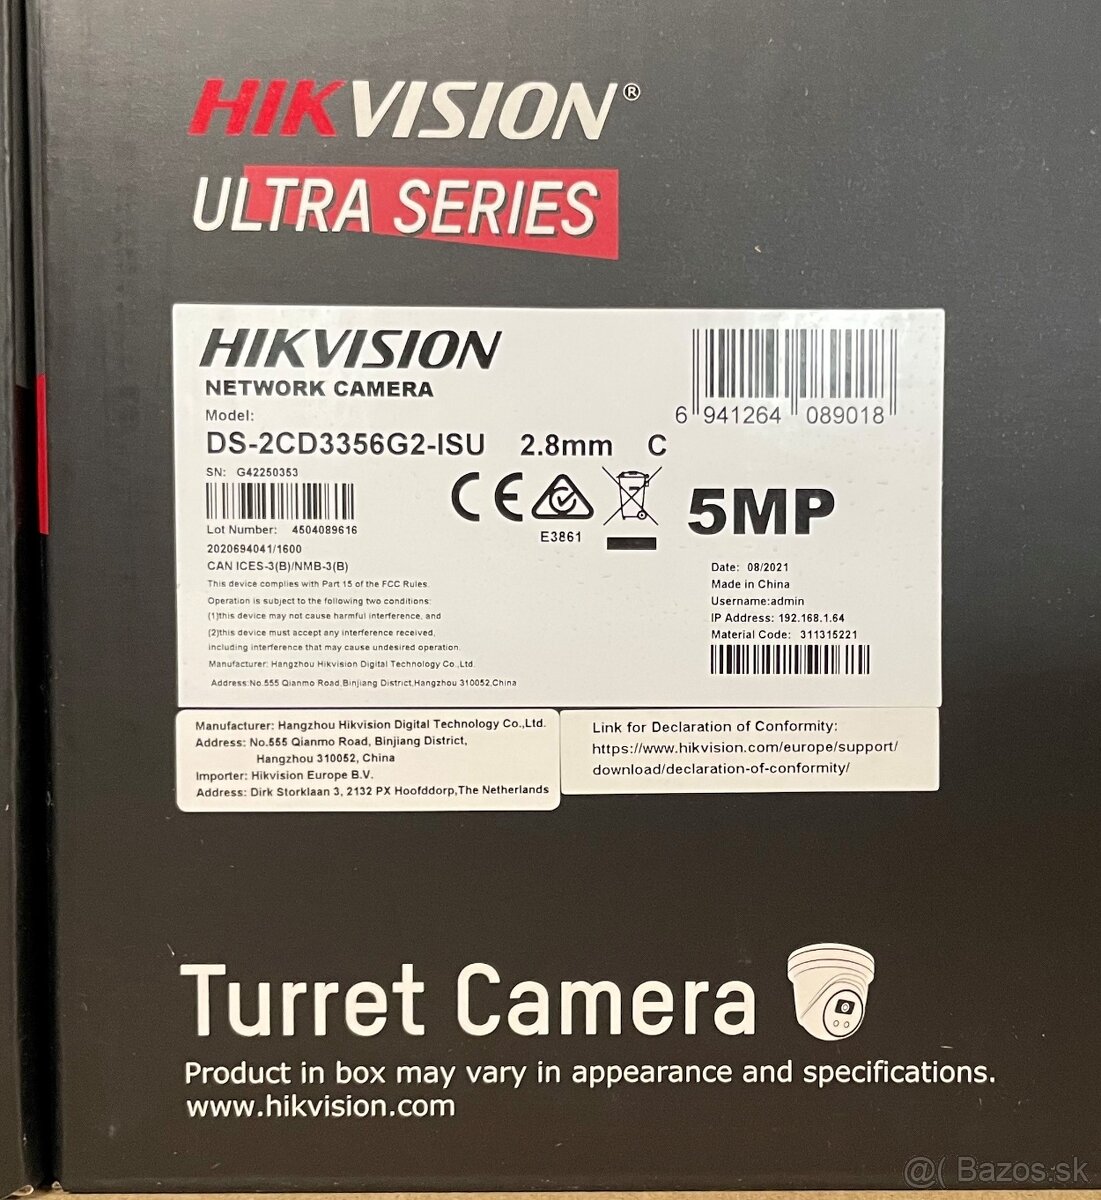 HIKVISION®
ULTRA SERIES
HIKVISION
NETWORK CAMERA
Model:
DS-2CD3356G2-ISU 2.8mm C
SN: G42250353
Lot Number: 4504089616
2020694041/1600
CAN ICES-3(B)/NMB-3(B)
This device complies with Part 15 of the FCC Rules.
Operation is subject to the following two conditions:
(1)this device may not cause harmful interference, and
(2)this device must accept any interference received,
including interference that may cause undesired operation.
Manufacturer: Hangzhou Hikvision Digital Technology Co.,Ltd.
Address:No.555 Qianmo Road,Binjiang District,Hangzhou 310052,China
6 941264 089018
CE
E3861
5MP
Date: 08/2021
Made in China
Username:admin
IP Address: 192.168.1.64
Material Code: 311315221
Manufacturer: Hangzhou Hikvision Digital Technology Co.,Ltd.
Address: No.555 Qianmo Road, Binjiang District,
Hangzhou 310052, China
Importer: Hikvision Europe B.V.
Address: Dirk Storklaan 3, 2132 PX Hoofddorp,The Netherlands
Link for Declaration of Conformity:
https://www.hikvision.com/europe/support/
download/declaration-of-conformity/
Turret Camera
Product in box may vary in appearance and specifications.
www.hikvision.com
@( Bazos.sk